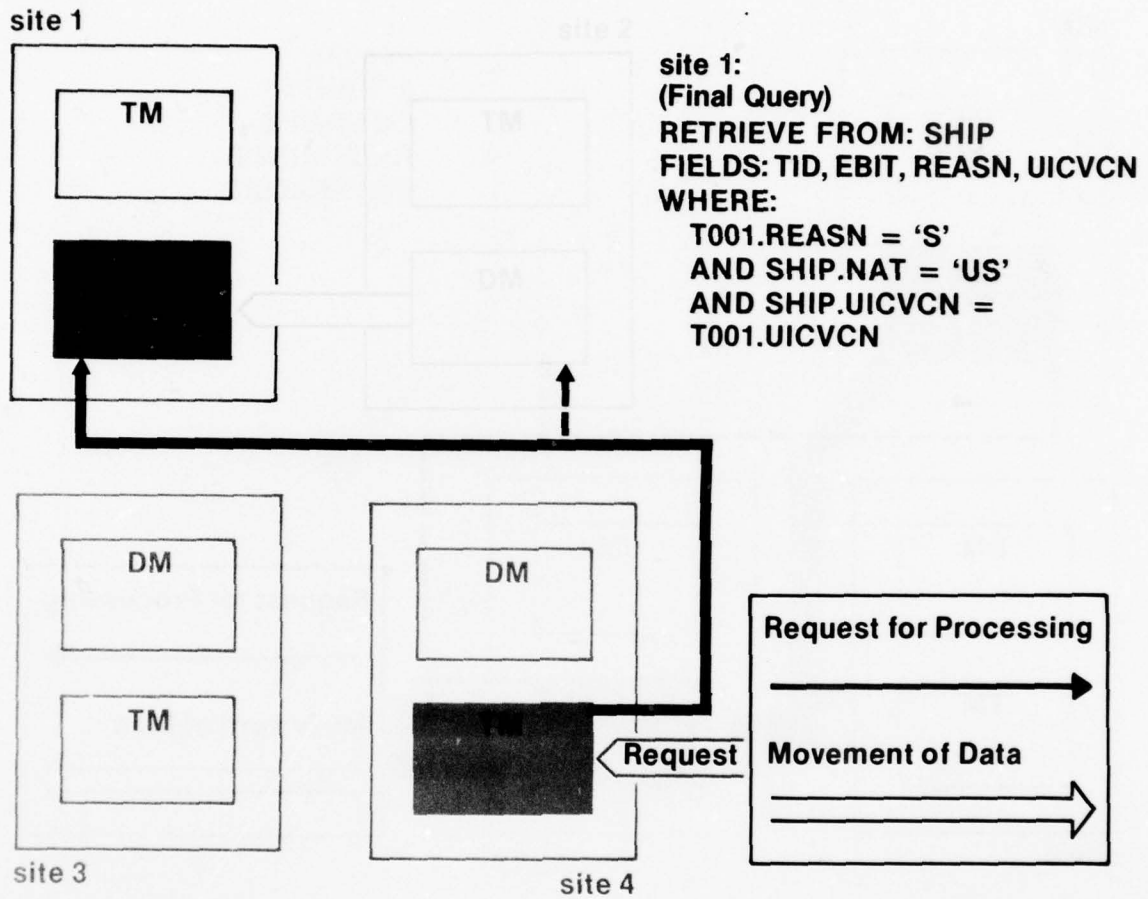 site 1
TM
site 2
TM
DM
site 1:
(Final Query)
RETRIEVE FROM: SHIP
FIELDS: TID, EBIT, REASN, UICVCN
WHERE:
T001.REASN = ‘S’
AND SHIP.NAT = ‘US’
AND SHIP.UICVCN =
T001.UICVCN
DM
TM
site 3
DM
TM
site 4
Request
Request for Processing
Movement of Data